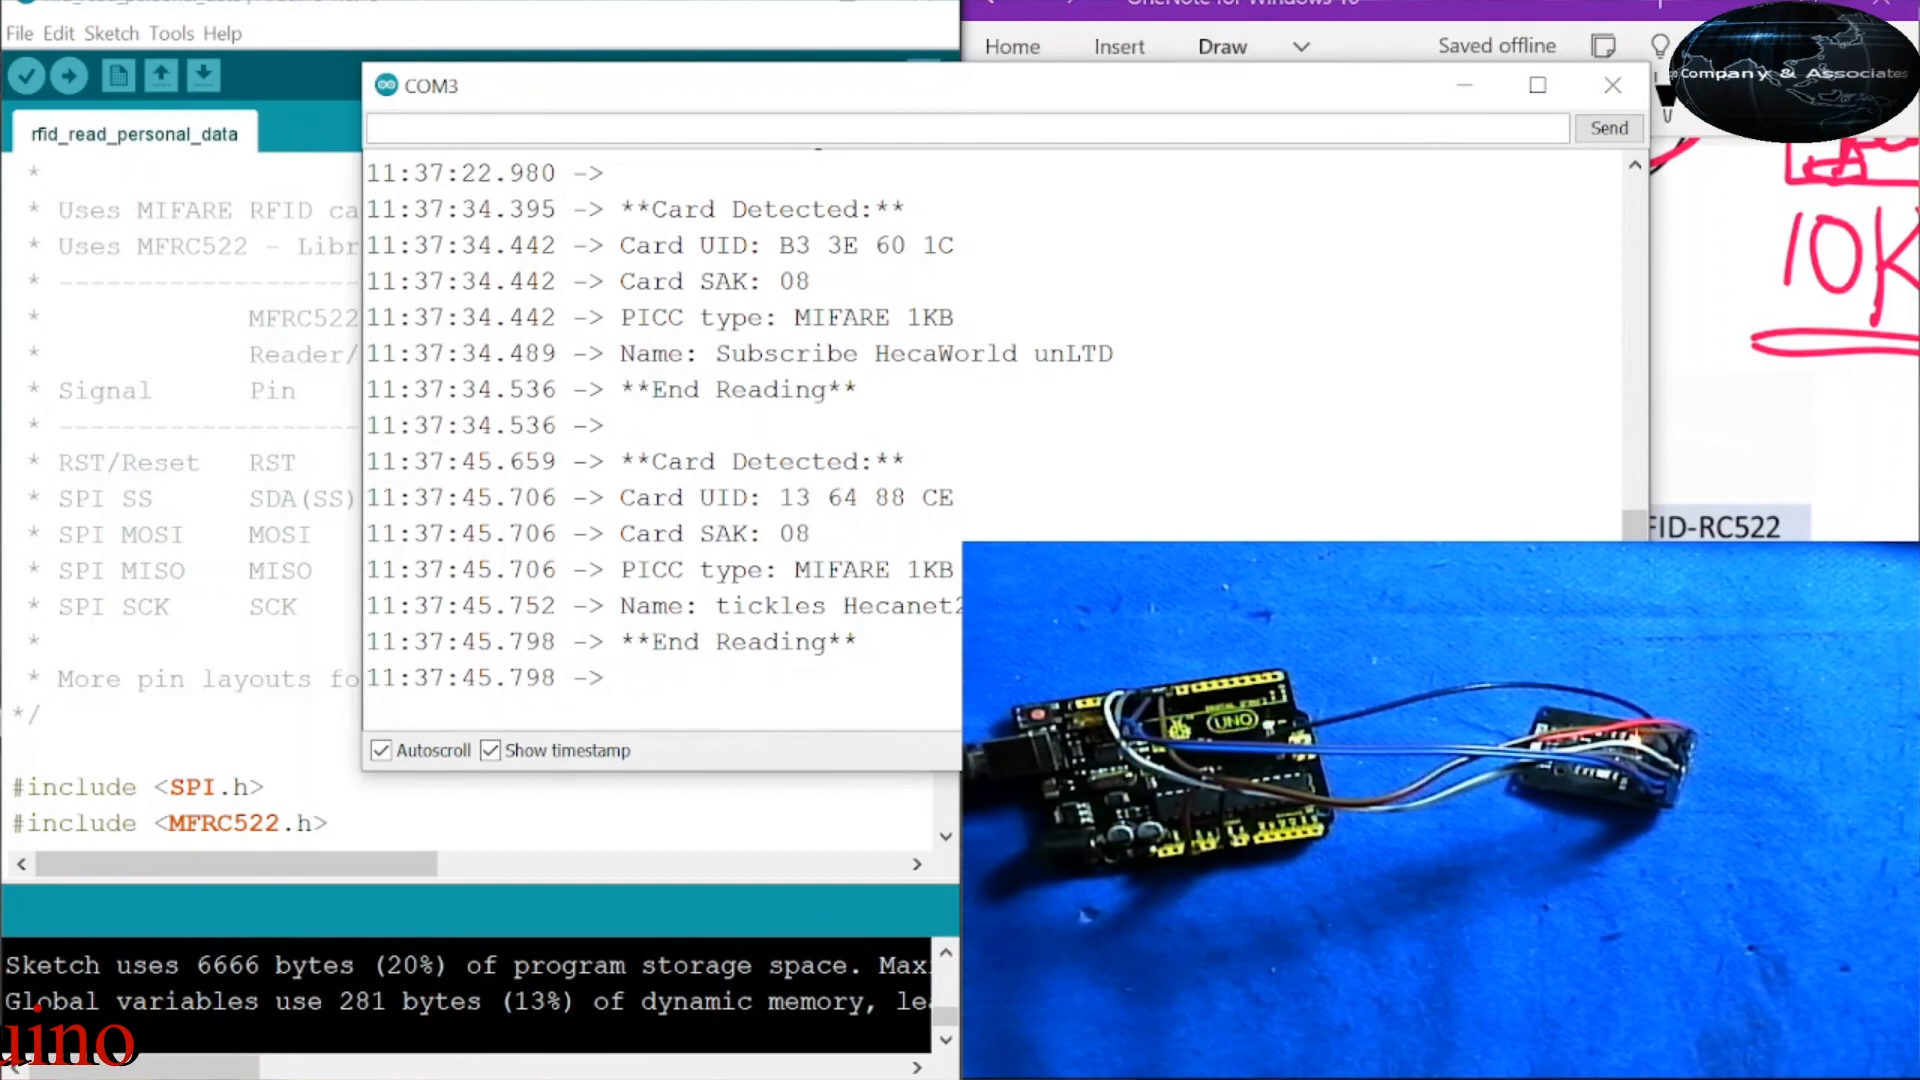 File Edit Sketch Tools Help
rfid_read_personal_data
*
* Uses MIFARE RFID ca
* Uses MFRC522 - Libr
* -------------------
* MFRC522
* Reader/
* Signal Pin
* -------------------
* RST/Reset RST
* SPI SS SDA(SS)
* SPI MOSI MOSI
* SPI MISO MISO
* SPI SCK SCK
*
* More pin layouts fo
*/
#include <SPI.h>
#include <MFRC522.h>
Sketch uses 6666 bytes (20%) of program storage space. Maxi
Global variables use 281 bytes (13%) of dynamic memory, le
uino
COM3
Send
11:37:22.980 ->
11:37:34.395 -> **Card Detected:**
11:37:34.442 -> Card UID: B3 3E 60 1C
11:37:34.442 -> Card SAK: 08
11:37:34.442 -> PICC type: MIFARE 1KB
11:37:34.489 -> Name: Subscribe HecaWorld unLTD
11:37:34.536 -> **End Reading**
11:37:34.536 ->
11:37:45.659 -> **Card Detected:**
11:37:45.706 -> Card UID: 13 64 88 CE
11:37:45.706 -> Card SAK: 08
11:37:45.706 -> PICC type: MIFARE 1KB
11:37:45.752 -> Name: tickles Hecanet2
11:37:45.798 -> **End Reading**
11:37:45.798 ->
Autoscroll Show timestamp
Home Insert Draw Saved offline
Company & Associates
10K
FID-RC522
UNO